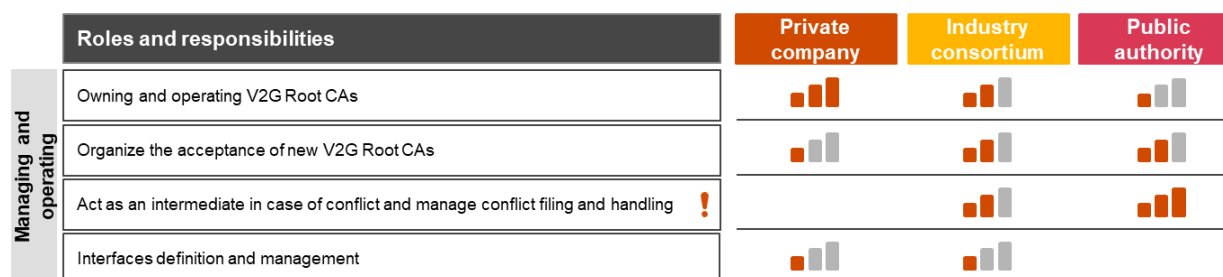 Roles and responsibilities
Private
company
Industry
consortium
Public
authority
Managing and
operating
Owning and operating V2G Root CAs
Organize the acceptance of new V2G Root CAs
Act as an intermediate in case of conflict and manage conflict filing and handling !
Interfaces definition and management